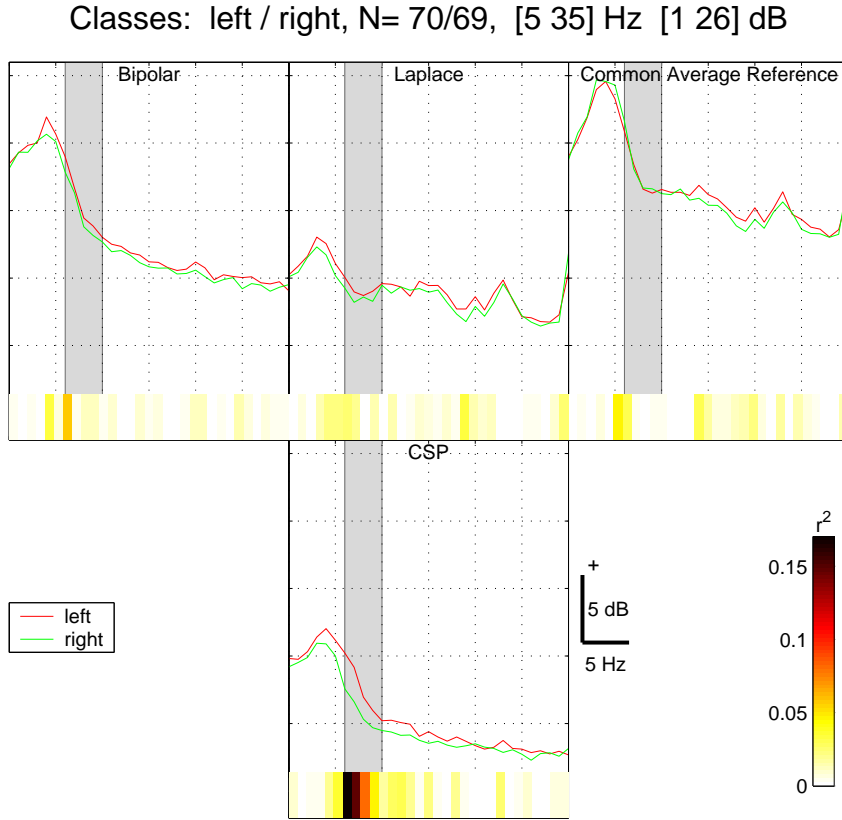 Classes:  left / right, N= 70/69,  [5 35] Hz  [1 26] dB
Bipolar
Laplace
Common Average Reference
CSP
left
right
+
5 dB
5 Hz
r²
0.15
0.1
0.05
0